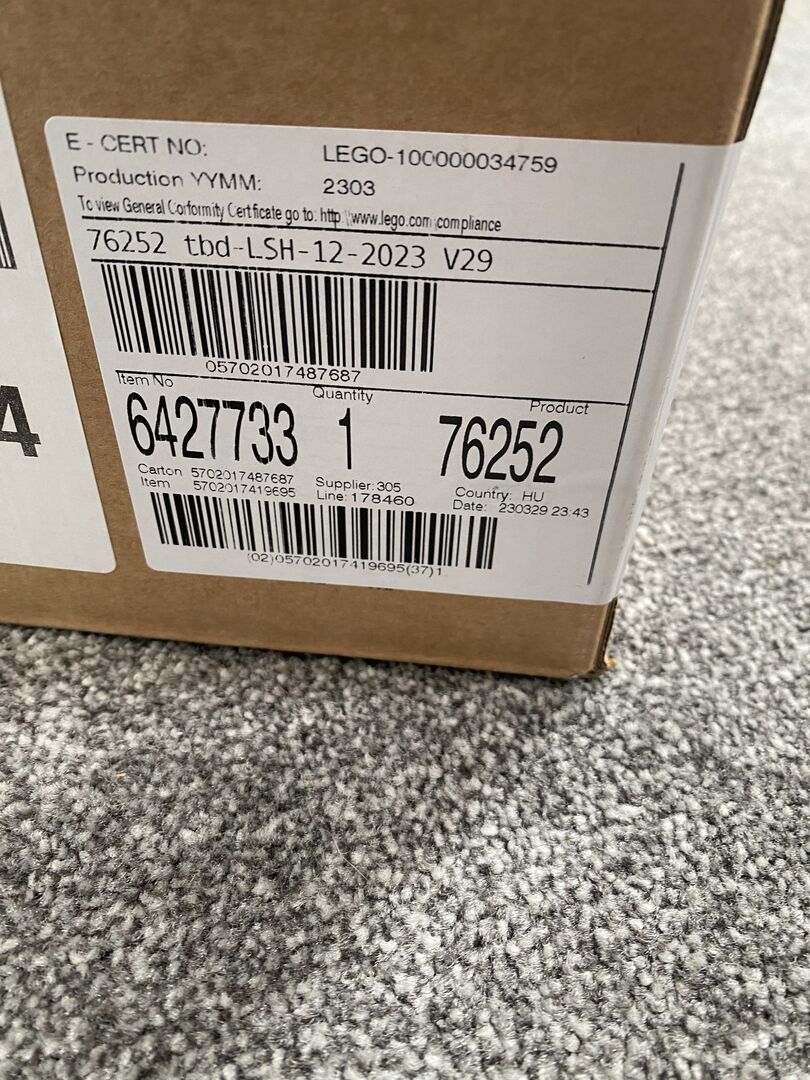 E - CERT NO: LEGO-100000034759
Production YYMM: 2303
To view General Corformity Certficate go to: http www.lego.com compliance
76252 tbd-LSH-12-2023 V29
05702017487687
Item No Quantity Product
6427733 1 76252
Carton 5702017487687 Supplier: 305 Country: HU
Item 5702017419695 Line: 178460 Date: 230329 23:43
(02)05702017419695(37)1
4